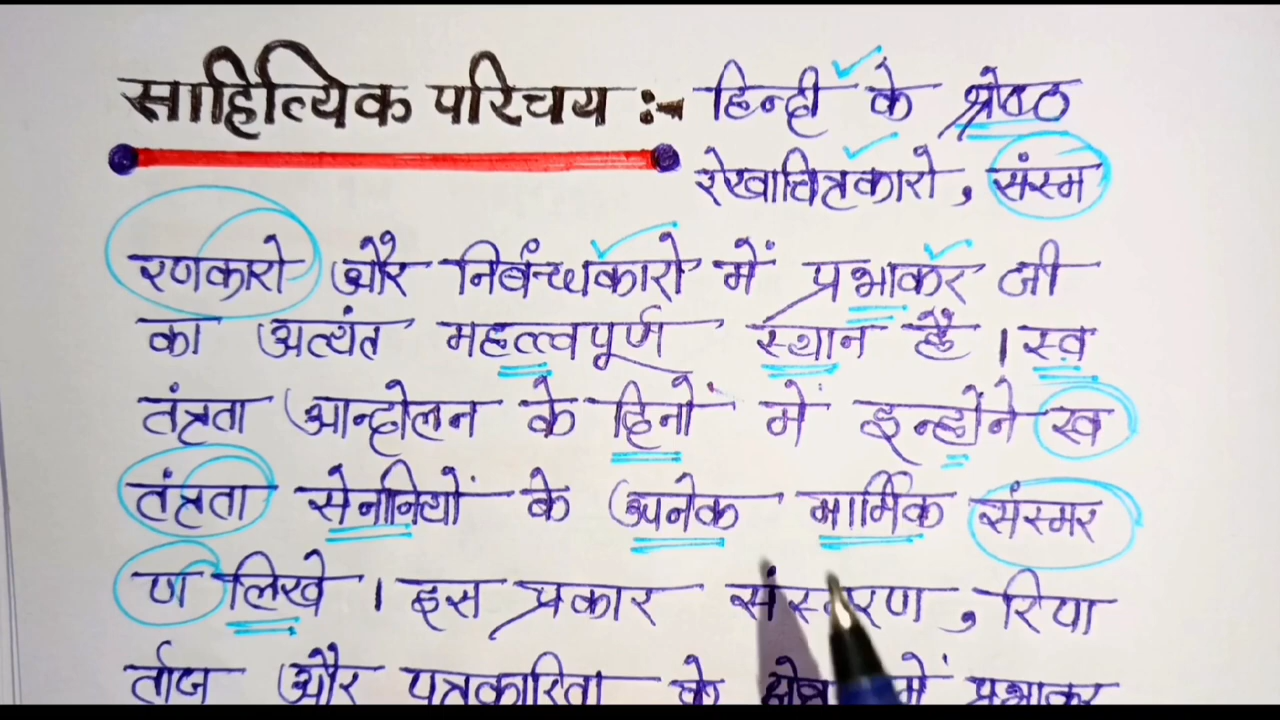 साहित्यिक परिचय :- हिन्दी के श्रेष्ठ
रेखाचित्रकारो, संस्म
रणकारो और निबंन्धकारो में प्रभाकर जी
का अत्यंत महत्त्वपूर्ण स्थान है । स्व
तंत्रता आन्दोलन के दिनों में इन्होंने स्व
तंत्रता सेननियों के अनेक मार्मिक संस्मर
ण लिखे । इस प्रकार संस्मरण, रिपा
र्ताज और पत्रकारिता के क्षेत्र में प्रभाकर